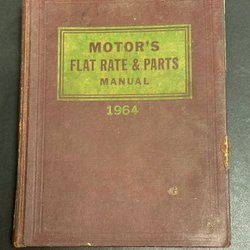 MOTOR'S
FLAT RATE & PARTS
MANUAL
1964